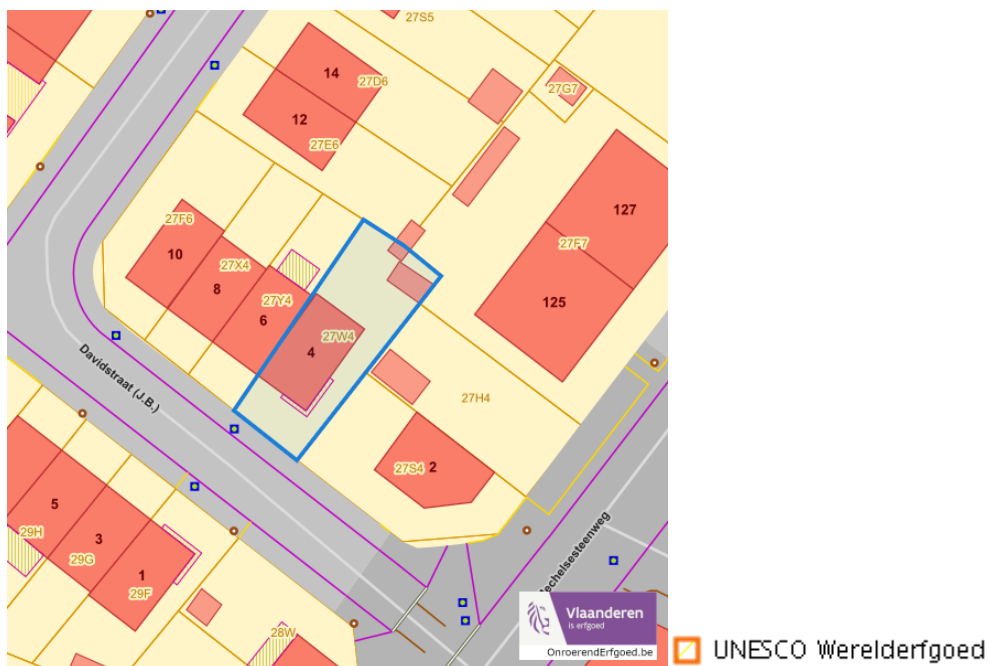 27S5
14
27D6
27G7
12
27E6
127
27F6
27F7
10
27X4
8
27Y4
125
6
27W4
4
Davidstraat (J.B.)
27H4
27S4
2
5
3
29H
29G
1
29F
28W
echelsesteenweg
Vlaanderen
is erfgoed
OnroerendErfgoed.be
UNESCO Werelderfgoed